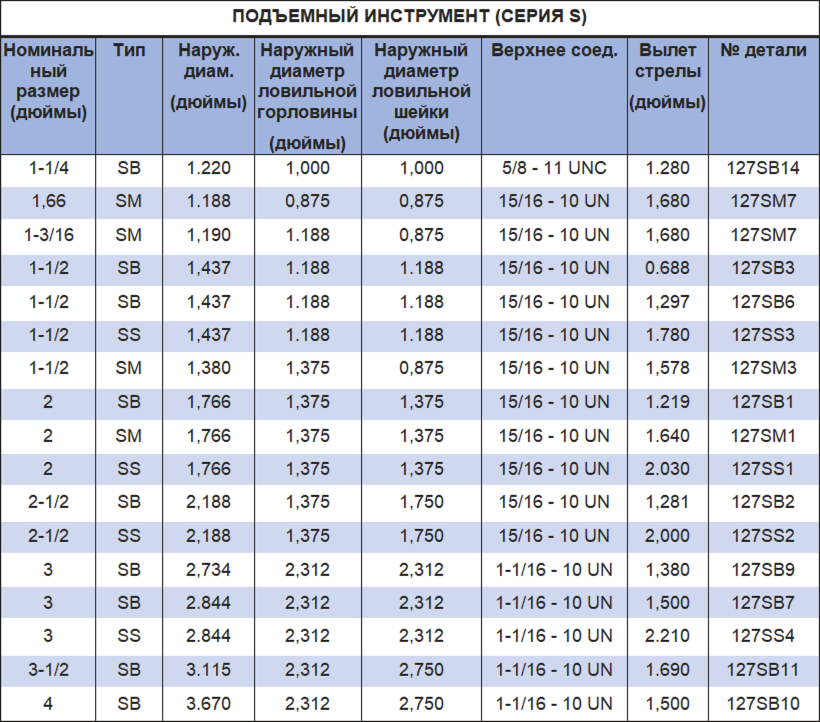 ПОДЪЕМНЫЙ ИНСТРУМЕНТ (СЕРИЯ S)
Номиналь
ный
размер
(дюймы)
Тип
Наруж.
диам.
(дюймы)
Наружный
диаметр
ловильной
горловины
(дюймы)
Наружный
диаметр
ловильной
шейки
(дюймы)
Верхнее соед.
Вылет
стрелы
(дюймы)
№ детали
1-1/4 SB 1.220 1,000 1,000 5/8 - 11 UNC 1.280 127SB14
1,66 SM 1.188 0,875 0,875 15/16 - 10 UN 1,680 127SM7
1-3/16 SM 1,190 1.188 0,875 15/16 - 10 UN 1,680 127SM7
1-1/2 SB 1,437 1.188 1.188 15/16 - 10 UN 0.688 127SB3
1-1/2 SB 1,437 1.188 1.188 15/16 - 10 UN 1,297 127SB6
1-1/2 SS 1,437 1.188 1.188 15/16 - 10 UN 1.780 127SS3
1-1/2 SM 1,380 1,375 0,875 15/16 - 10 UN 1,578 127SM3
2 SB 1,766 1,375 1,375 15/16 - 10 UN 1.219 127SB1
2 SM 1,766 1,375 1,375 15/16 - 10 UN 1.640 127SM1
2 SS 1,766 1,375 1,375 15/16 - 10 UN 2.030 127SS1
2-1/2 SB 2,188 1,375 1,750 15/16 - 10 UN 1,281 127SB2
2-1/2 SS 2,188 1,375 1,750 15/16 - 10 UN 2,000 127SS2
3 SB 2,734 2,312 2,312 1-1/16 - 10 UN 1,380 127SB9
3 SB 2.844 2,312 2,312 1-1/16 - 10 UN 1,500 127SB7
3 SS 2.844 2,312 2,312 1-1/16 - 10 UN 2.210 127SS4
3-1/2 SB 3.115 2,312 2,750 1-1/16 - 10 UN 1.690 127SB11
4 SB 3.670 2,312 2,750 1-1/16 - 10 UN 1,500 127SB10